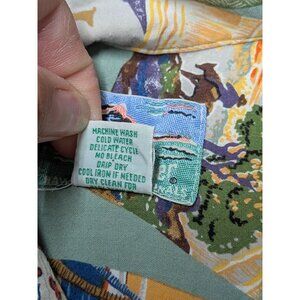 MACHINE WASH
COLD WATER
DELICATE CYCLE
NO BLEACH
DRIP DRY
COOL IRON IF NEEDED
DRY CLEAN FOR